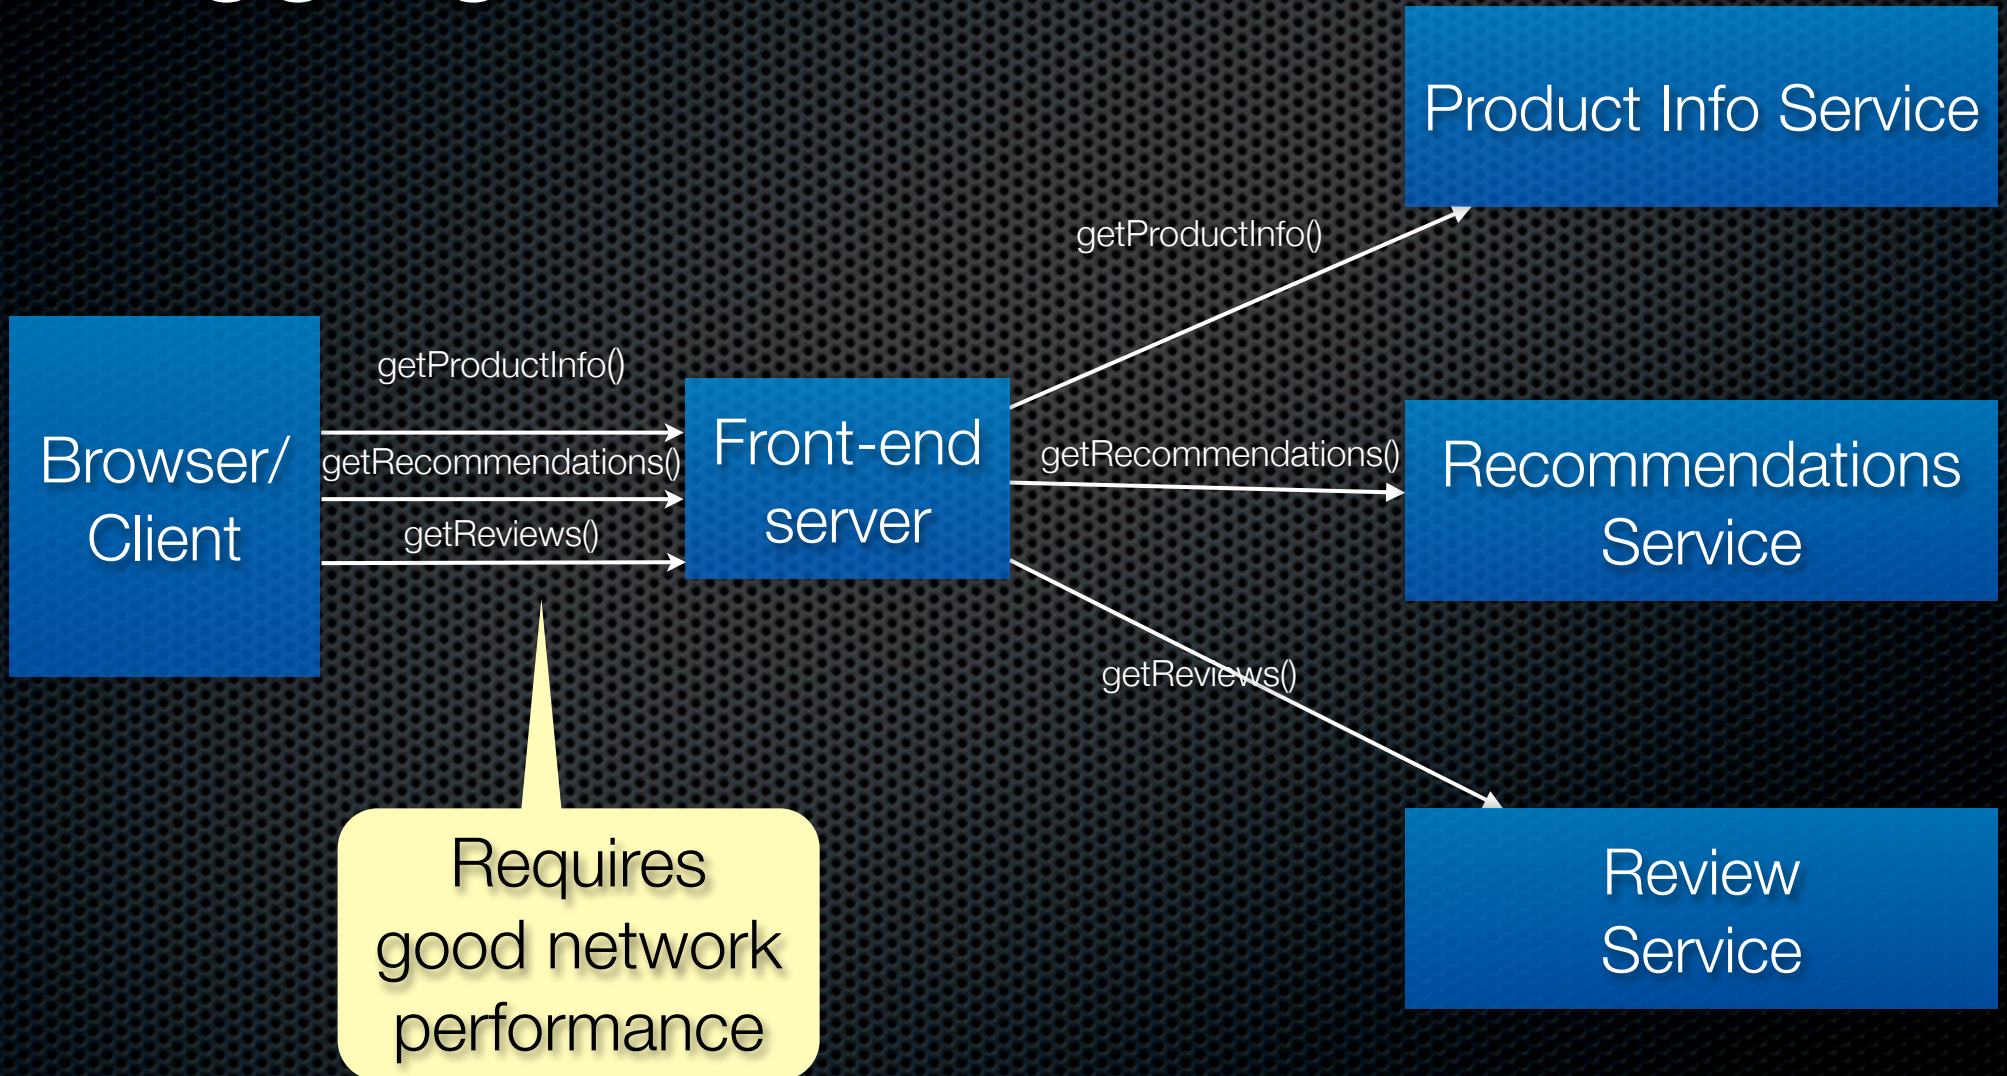 Product Info Service
getProductInfo()
getProductInfo()
Browser/
Client
getRecommendations()
getReviews()
Front-end
server
getRecommendations()
Recommendations
Service
getReviews()
Requires
good network
performance
Review
Service